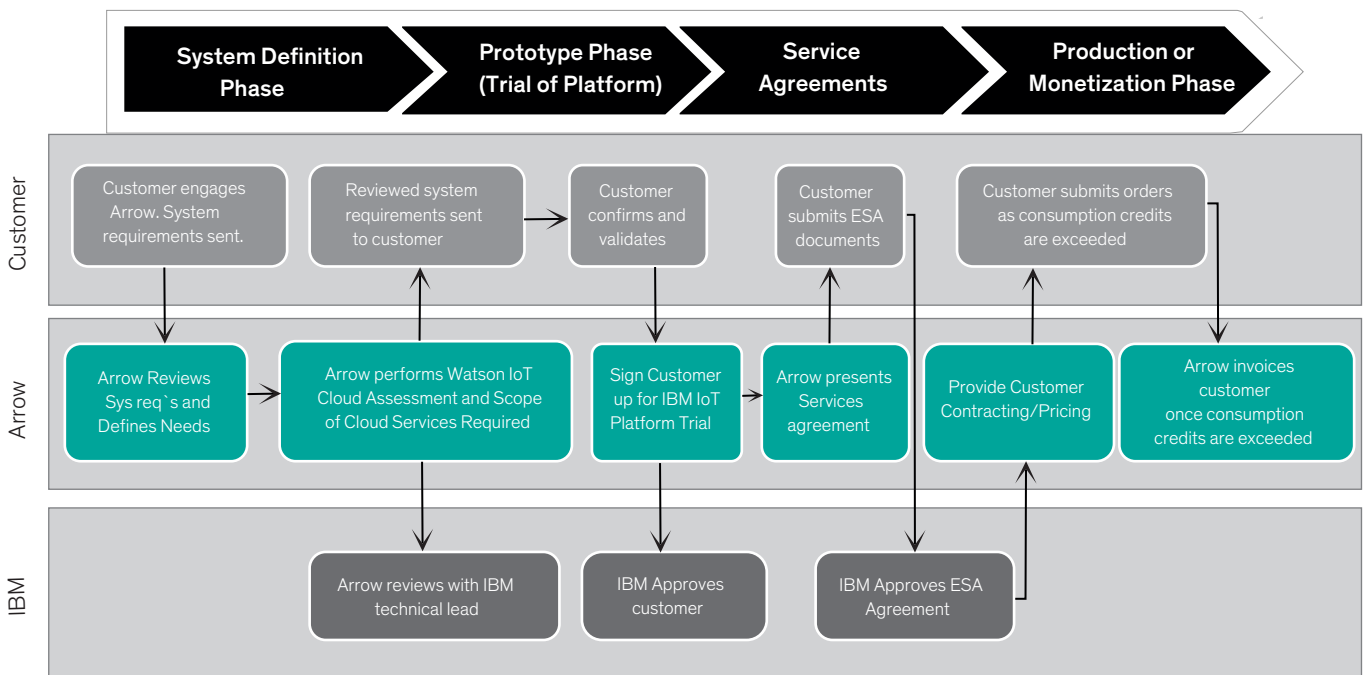 System Definition
Phase
Prototype Phase
(Trial of Platform)
Service
Agreements
Production or
Monetization Phase
Customer
Customer engages
Arrow. System
requirements sent.
Reviewed system
requirements sent
to customer
Customer
confirms and
validates
Customer
submits ESA
documents
Customer submits orders
as consumption credits
are exceeded
Arrow
Arrow Reviews
Sys req`s and
Defines Needs
Arrow performs Watson IoT
Cloud Assessment and Scope
of Cloud Services Required
Sign Customer
up for IBM IoT
Platform Trial
Arrow presents
Services
agreement
Provide Customer
Contracting/Pricing
Arrow invoices
customer
once consumption
credits are exceeded
IBM
Arrow reviews with IBM
technical lead
IBM Approves
customer
IBM Approves ESA
Agreement